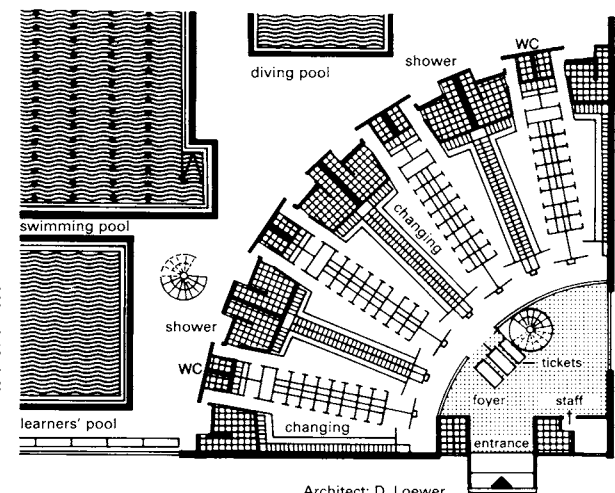 WC
shower
diving pool
changing
swimming pool
shower
tickets
WC
foyer
staff
learners' pool
changing
entrance
Architect: D. Loewer